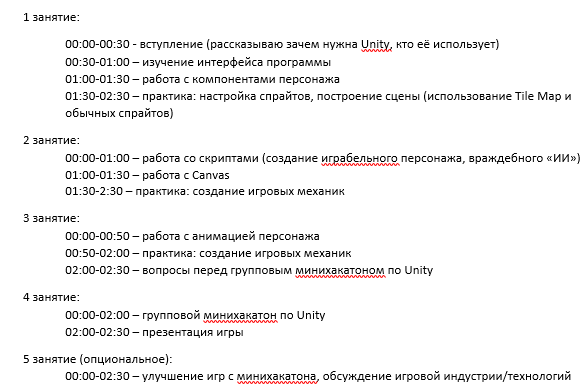 1 занятие:
00:00-00:30 - вступление (рассказываю зачем нужна Unity, кто её использует)
00:30-01:00 – изучение интерфейса программы
01:00-01:30 – работа с компонентами персонажа
01:30-02:30 – практика: настройка спрайтов, построение сцены (использование Tile Map и
обычных спрайтов)
2 занятие:
00:00-01:00 – работа со скриптами (создание играбельного персонажа, враждебного «ИИ»)
01:00-01:30 – работа с Canvas
01:30-2:30 – практика: создание игровых механик
3 занятие:
00:00-00:50 – работа с анимацией персонажа
00:50-02:00 – практика: создание игровых механик
02:00-02:30 – вопросы перед групповым минихакатоном по Unity
4 занятие:
00:00-02:00 – групповой минихакатон по Unity
02:00-02:30 – презентация игры
5 занятие (опциональное):
00:00-02:30 – улучшение игр с минихакатона, обсуждение игровой индустрии/технологий